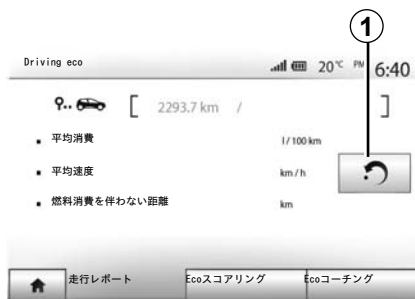 1
Driving eco 20℃ PM 6:40
[ 2293.7 km / ]
平均消費 l/100 km
平均速度 km/h
燃料消費を伴わない距離 km
走行レポート Ecoスコアリング Ecoコーチング